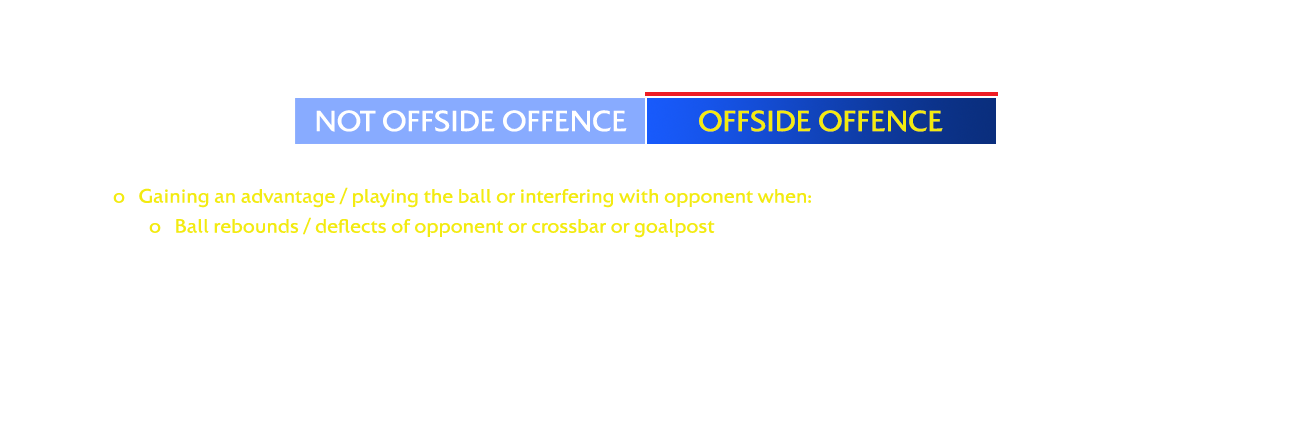 NOT OFFSIDE OFFENCE
OFFSIDE OFFENCE
o Gaining an advantage / playing the ball or interfering with opponent when:
o Ball rebounds / deflects of opponent or crossbar or goalpost